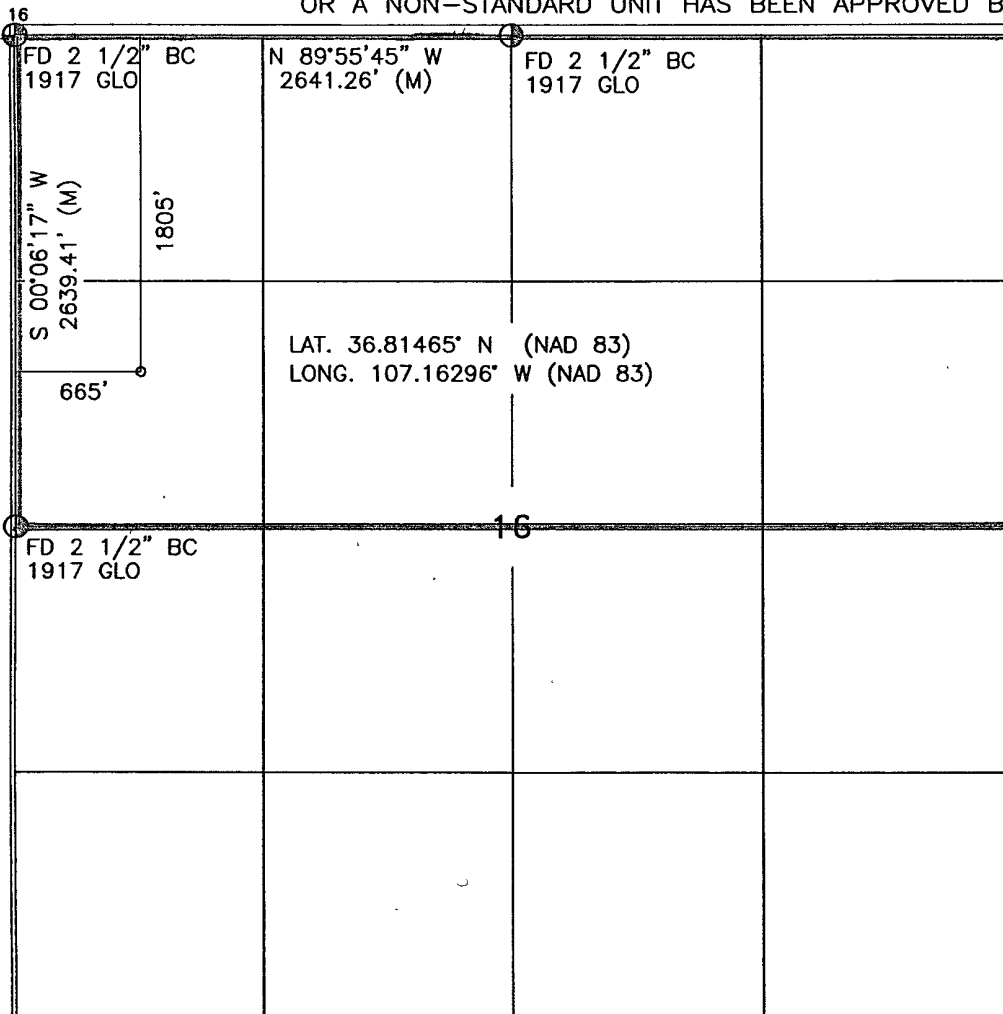 OR A NON-STANDARD UNIT HAS BEEN APPROVED B
16
FD 2 1/2" BC
1917 GLO
N 89°55'45" W
2641.26' (M)
FD 2 1/2" BC
1917 GLO
S 00°06'17" W
2639.41' (M)
1805'
LAT. 36.81465° N (NAD 83)
LONG. 107.16296° W (NAD 83)
665'
16
FD 2 1/2" BC
1917 GLO